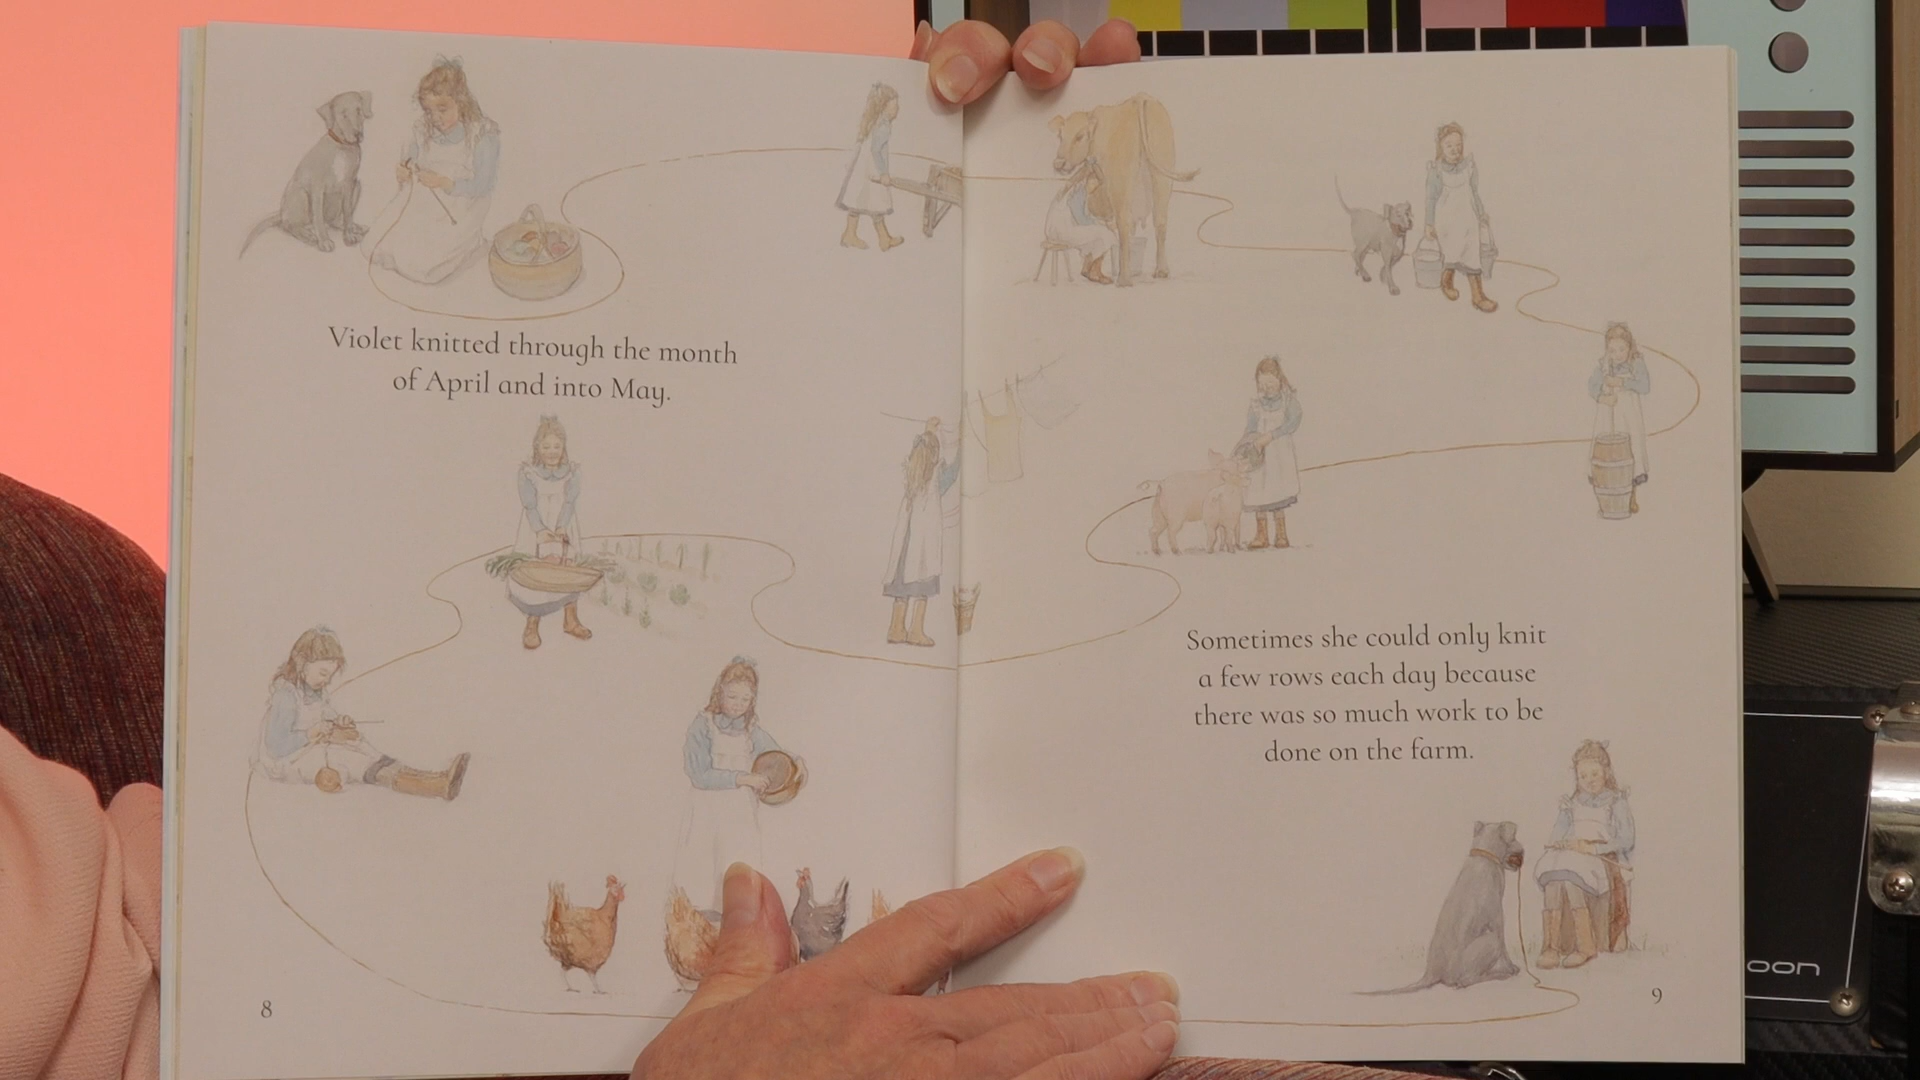 Violet knitted through the month
of April and into May.
Sometimes she could only knit
a few rows each day because
there was so much work to be
done on the farm.
8
9
oon